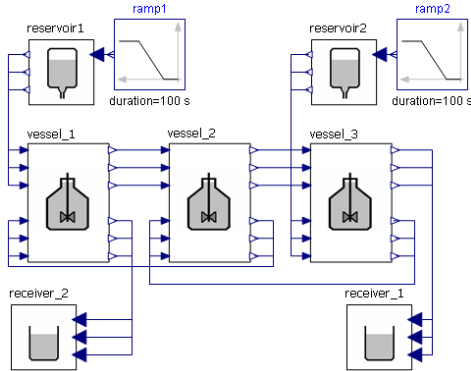 ramp1
ramp2
reservoir1
reservoir2
duration=100 s
duration=100 s
vessel_1
vessel_2
vessel_3
receiver_2
receiver_1